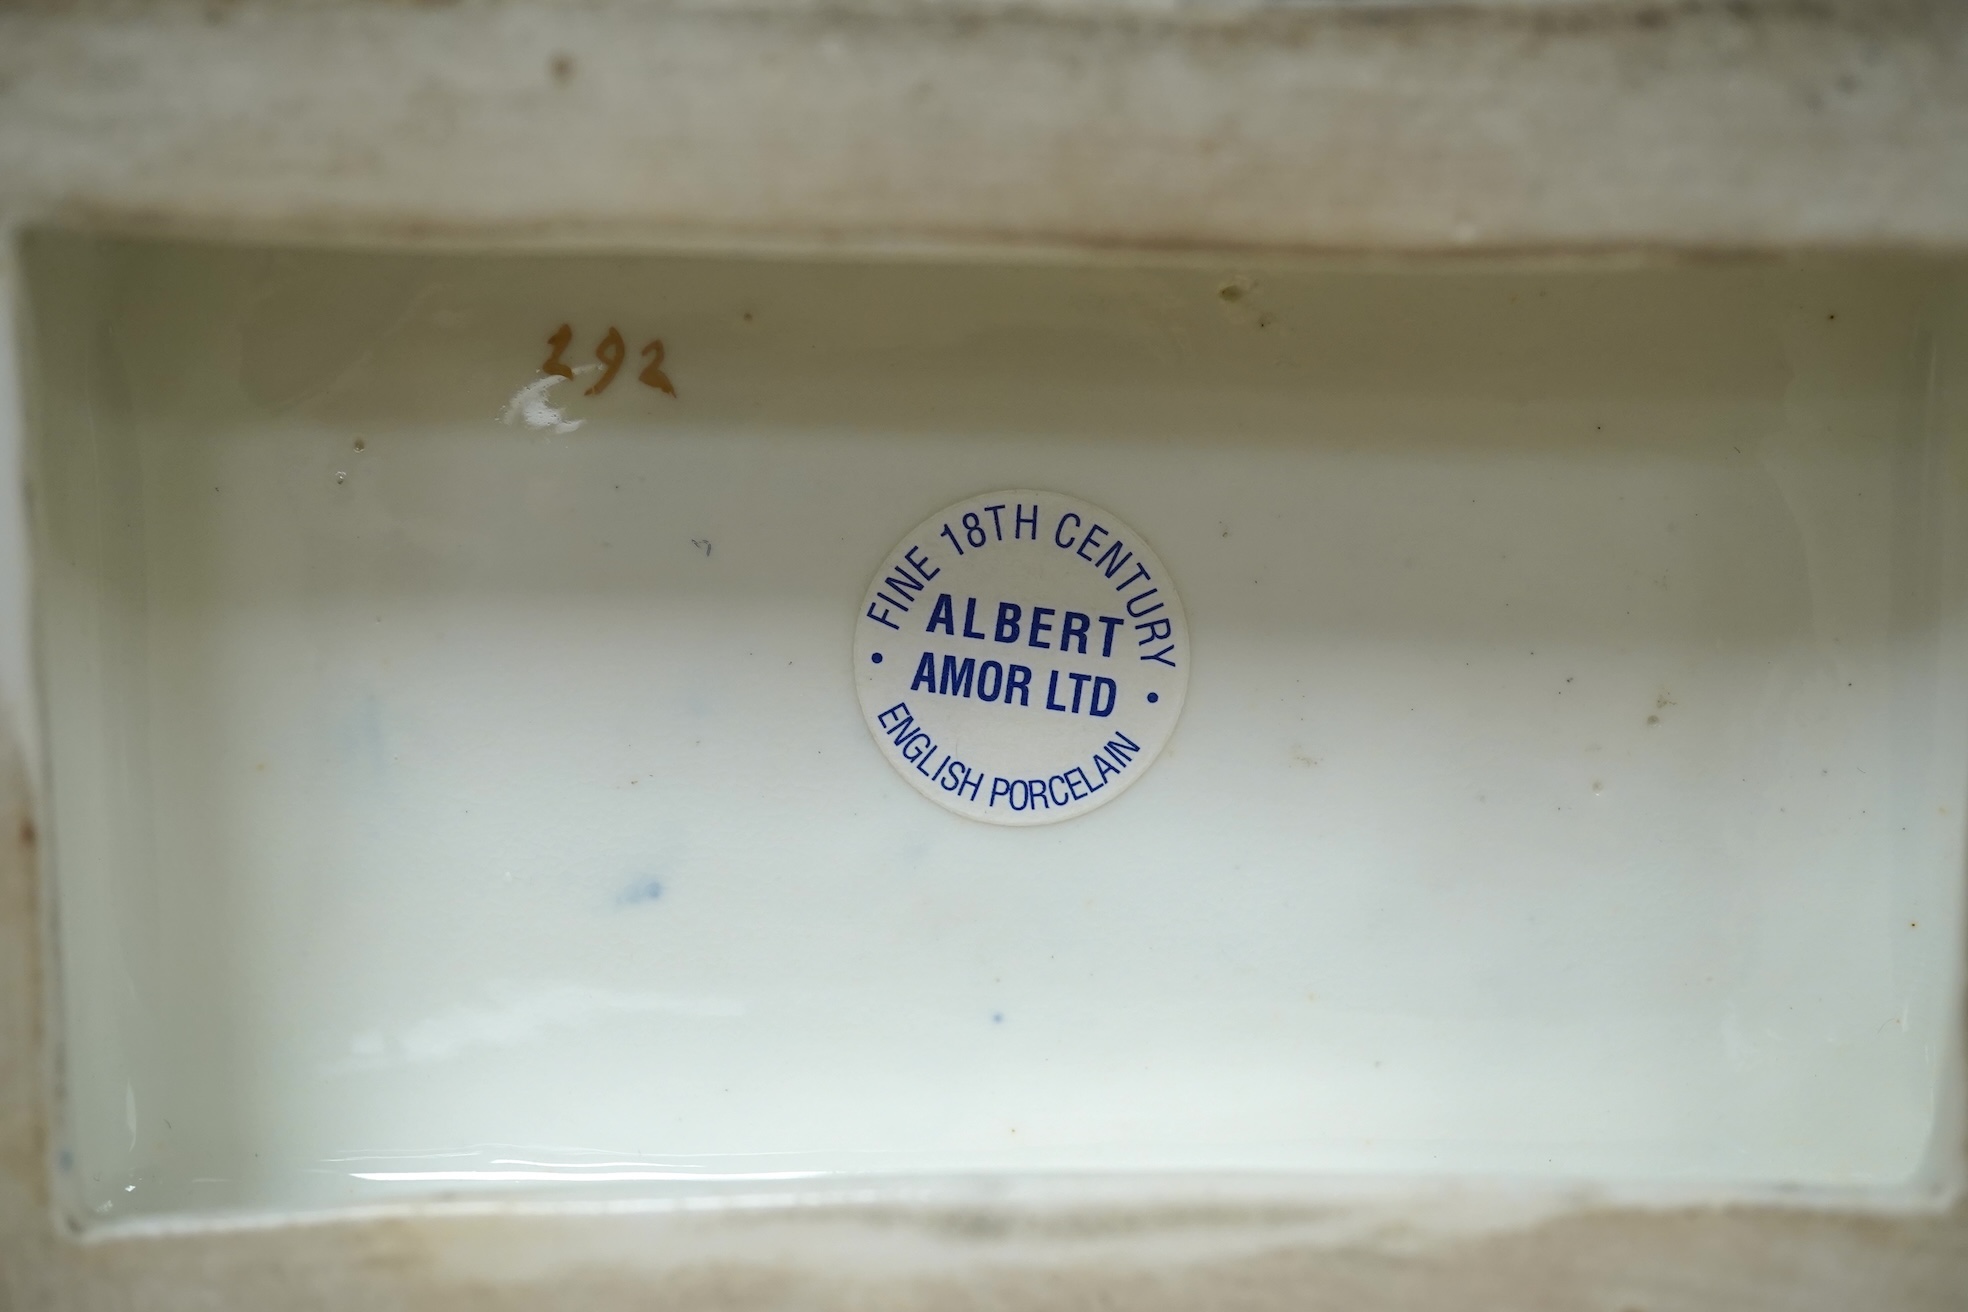 292
FINE 18TH CENTURY
ALBERT
AMOR LTD
ENGLISH PORCELAIN